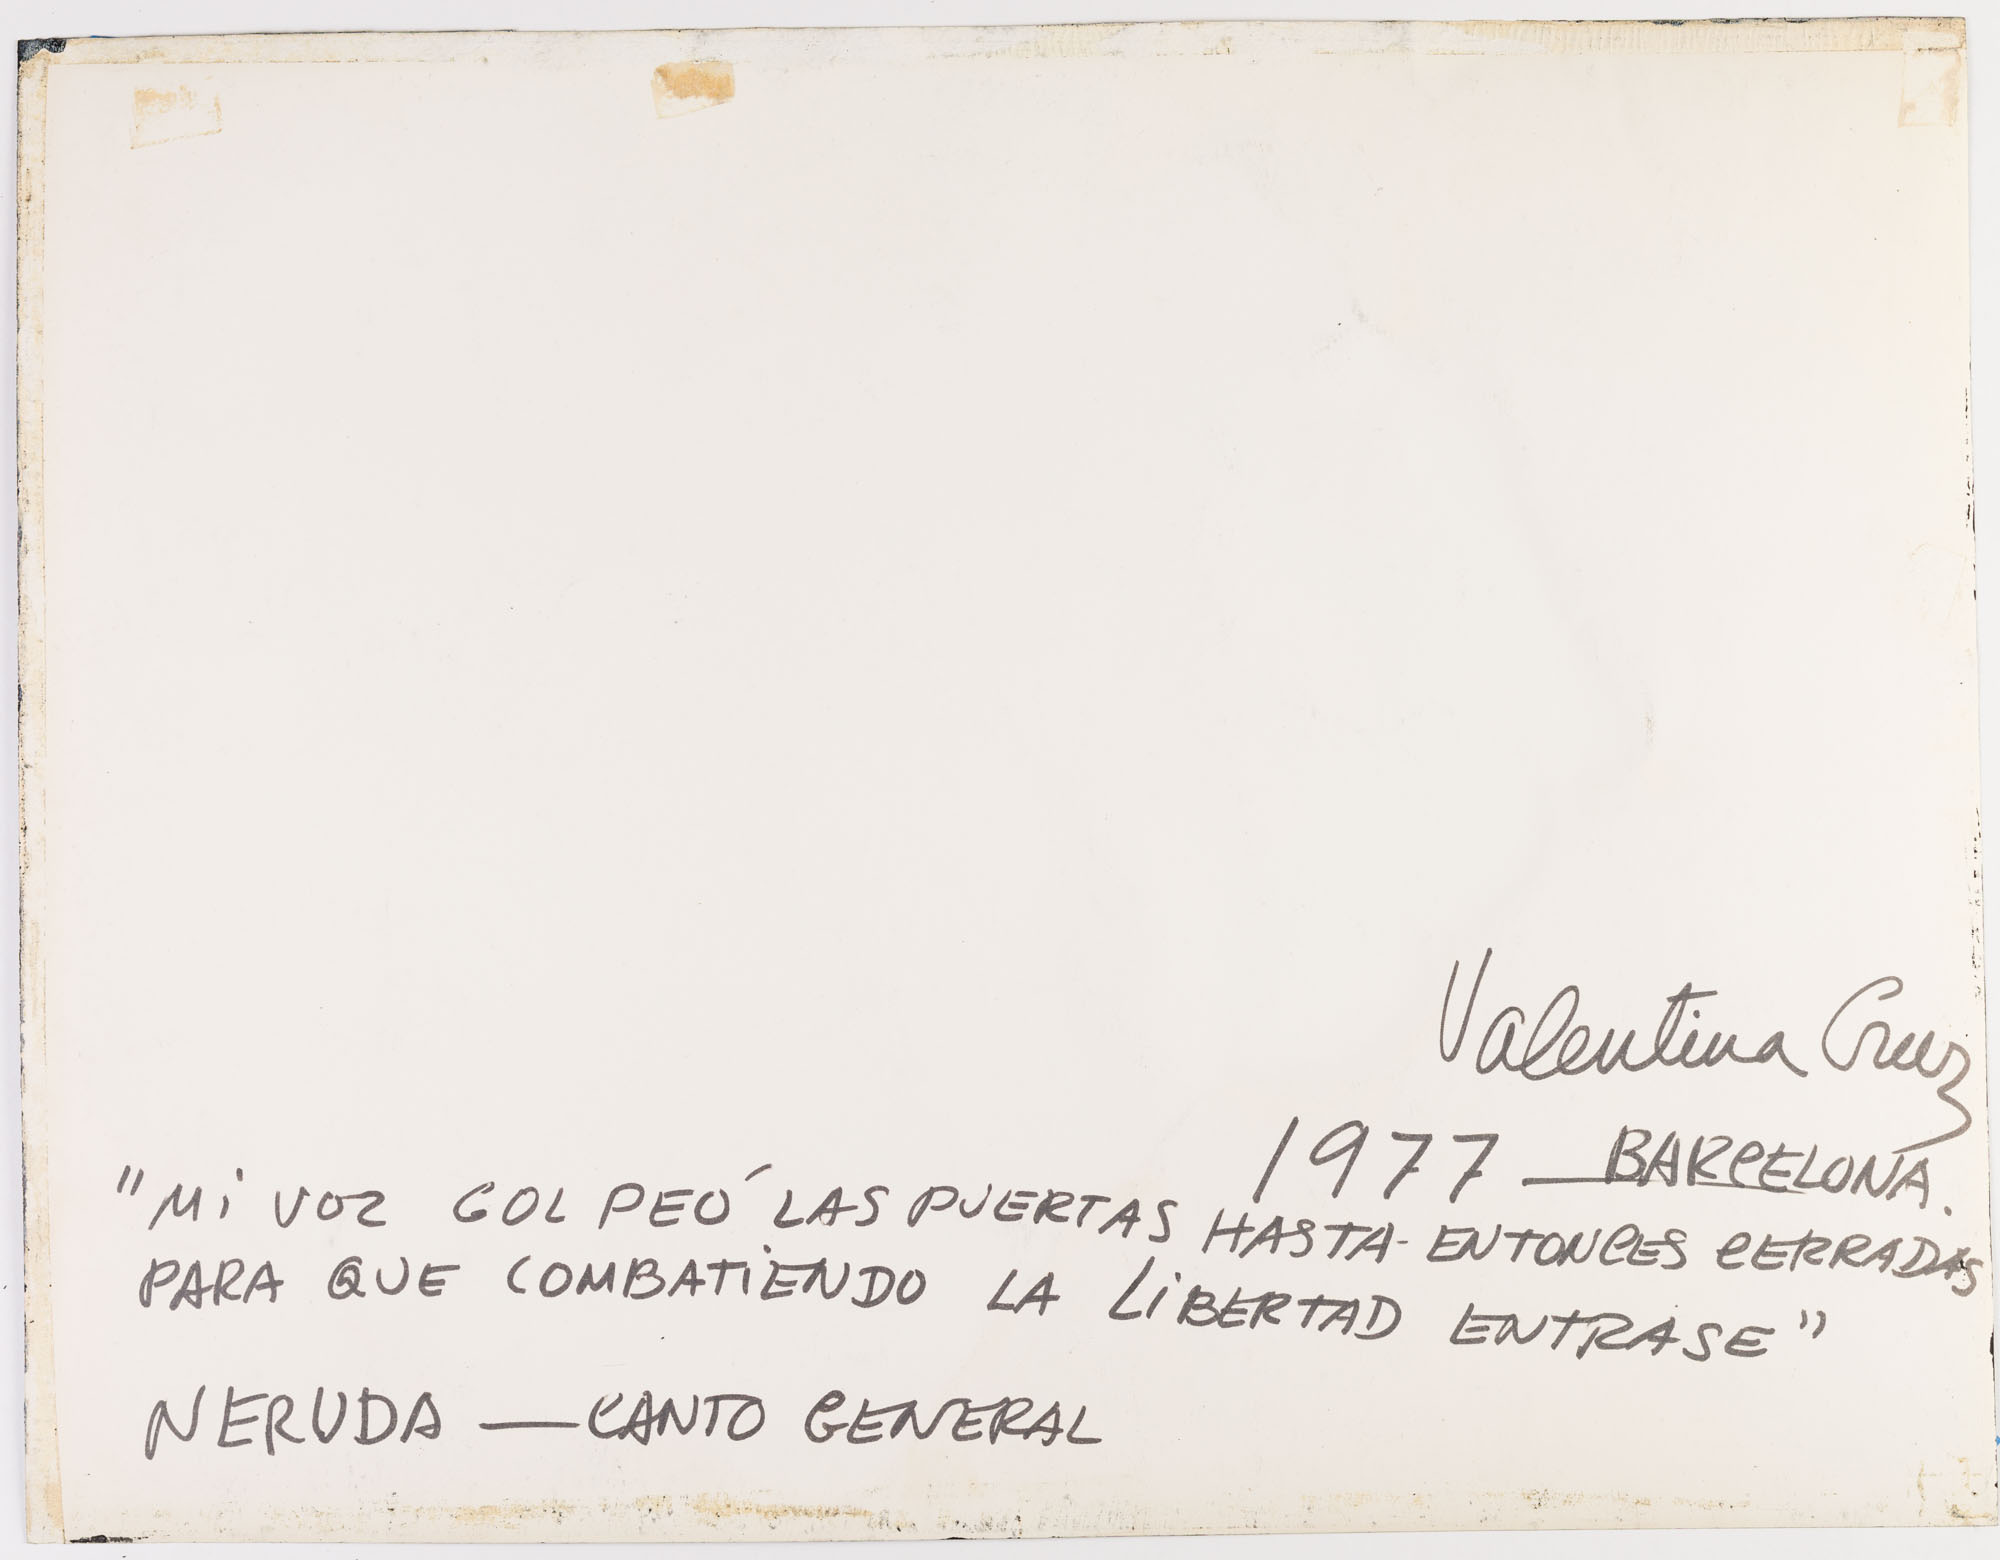 Valentina Cruz
1977 — BARCELONA.
"MI VOZ GOLPEÓ LAS PUERTAS HASTA ENTONCES CERRADAS
PARA QUE COMBATIENDO LA LIBERTAD ENTRASE"
NERUDA — CANTO GENERAL